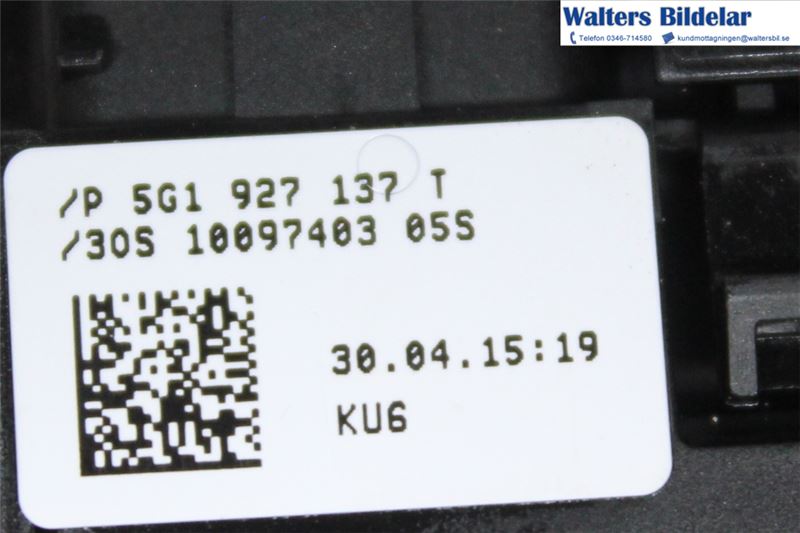 Walters Bildelar
Telefon 0346-714580 kundmottagningen@waltersbil.se
/P 5G1 927 137 T
/30S 10097403 05S
30.04.15:19
KU6